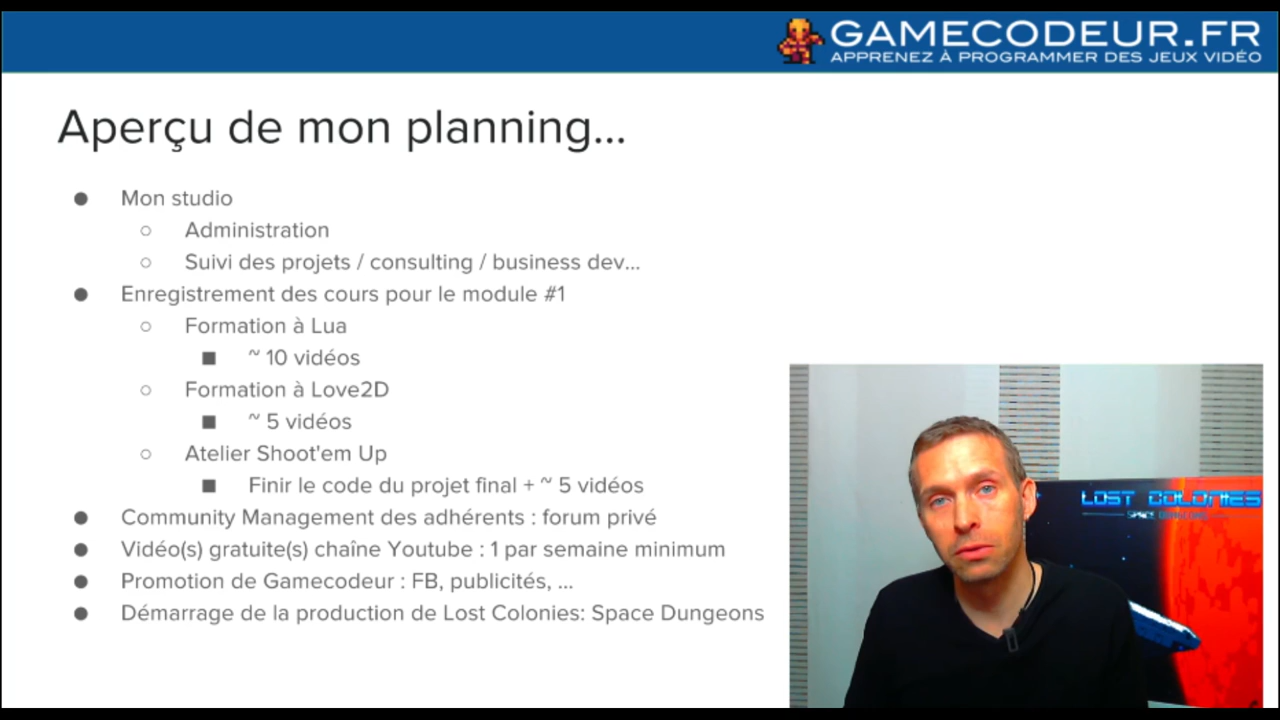 GAMECODEUR.FR
APPRENEZ À PROGRAMMER DES JEUX VIDÉO
Aperçu de mon planning...
● Mon studio
○ Administration
○ Suivi des projets / consulting / business dev...
● Enregistrement des cours pour le module #1
○ Formation à Lua
■ ~ 10 vidéos
○ Formation à Love2D
■ ~ 5 vidéos
○ Atelier Shoot'em Up
■ Finir le code du projet final + ~ 5 vidéos
● Community Management des adhérents : forum privé
● Vidéo(s) gratuite(s) chaîne Youtube : 1 par semaine minimum
● Promotion de Gamecodeur : FB, publicités, ...
● Démarrage de la production de Lost Colonies: Space Dungeons
LOST COLONIES
SPACE DUNGEONS